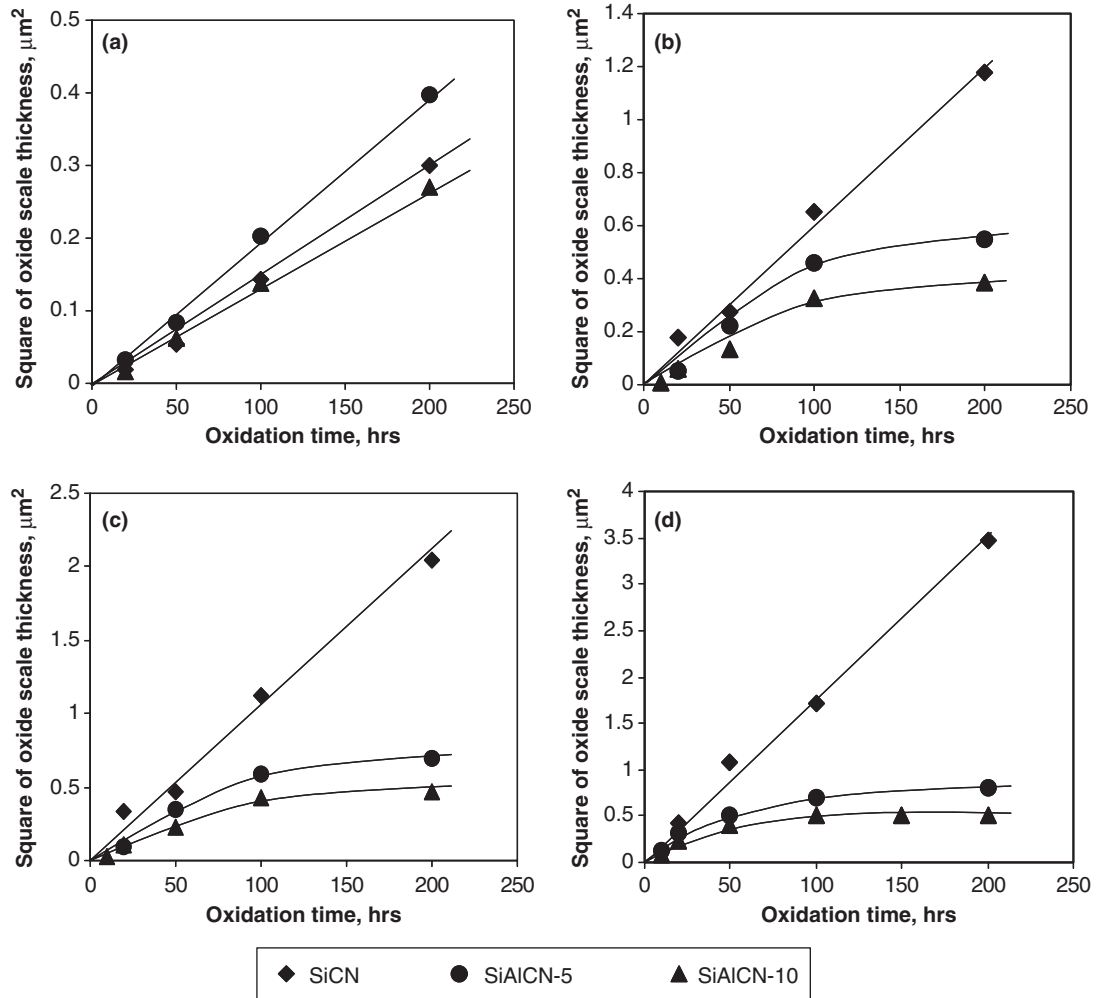 (a)
Square of oxide scale thickness, μm²
0.5
0.4
0.3
0.2
0.1
0
0 50 100 150 200 250
Oxidation time, hrs
(b)
Square of oxide scale thickness, μm²
1.4
1.2
1
0.8
0.6
0.4
0.2
0
0 50 100 150 200 250
Oxidation time, hrs
(c)
Square of oxide scale thickness, μm²
2.5
2
1.5
1
0.5
0
0 50 100 150 200 250
Oxidation time, hrs
(d)
Square of oxide scale thickness, μm²
4
3.5
3
2.5
2
1.5
1
0.5
0
0 50 100 150 200 250
Oxidation time, hrs
SiCN SiAlCN-5 SiAlCN-10